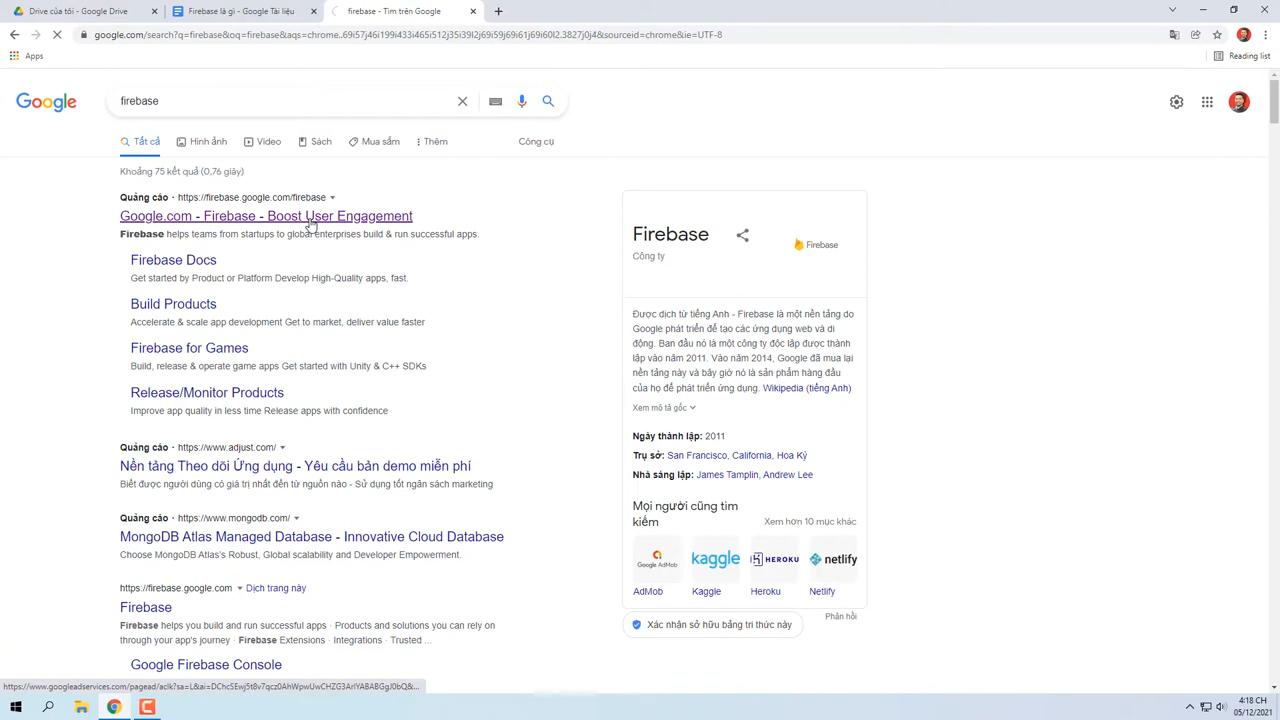 Drive của tôi - Google Drive
Firebase là gì - Google Tài liệu
firebase - Tìm trên Google
google.com/search?q=firebase&oq=firebase&aqs=chrome..69i57j46i199i433i465i512j35i39l2j69i59j69i61j69i60l2.3827j0j4&sourceid=chrome&ie=UTF-8
Apps
Reading list
Google
firebase
Tất cả
Hình ảnh
Video
Sách
Mua sắm
Thêm
Công cụ
Khoảng 75 kết quả (0,76 giây)
Quảng cáo · https://firebase.google.com/firebase
Google.com - Firebase - Boost User Engagement
Firebase helps teams from startups to global enterprises build & run successful apps.
Firebase Docs
Get started by Product or Platform Develop High-Quality apps, fast.
Build Products
Accelerate & scale app development Get to market, deliver value faster
Firebase for Games
Build, release & operate game apps Get started with Unity & C++ SDKs
Release/Monitor Products
Improve app quality in less time Release apps with confidence
Quảng cáo · https://www.adjust.com/
Nền tảng Theo dõi Ứng dụng - Yêu cầu bản demo miễn phí
Biết được người dùng có giá trị nhất đến từ nguồn nào - Sử dụng tốt ngân sách marketing
Quảng cáo · https://www.mongodb.com/
MongoDB Atlas Managed Database - Innovative Cloud Database
Choose MongoDB Atlas's Robust, Global scalability and Developer Empowerment.
https://firebase.google.com
Dịch trang này
Firebase
Firebase helps you build and run successful apps · Products and solutions you can rely on
through your app's journey · Firebase Extensions · Integrations · Trusted ...
Google Firebase Console
Firebase
Công ty
Firebase
Được dịch từ tiếng Anh - Firebase là một nền tảng do
Google phát triển để tạo các ứng dụng web và di
động. Ban đầu nó là một công ty độc lập được thành
lập vào năm 2011. Vào năm 2014, Google đã mua lại
nền tảng này và bây giờ nó là sản phẩm hàng đầu
của họ để phát triển ứng dụng. Wikipedia (tiếng Anh)
Xem mô tả gốc
Ngày thành lập: 2011
Trụ sở: San Francisco, California, Hoa Kỳ
Nhà sáng lập: James Tamplin, Andrew Lee
Mọi người cũng tìm
kiếm
Xem hơn 10 mục khác
Google AdMob
kaggle
HEROKU
netlify
AdMob
Kaggle
Heroku
Netlify
Phản hồi
Xác nhận sở hữu bảng tri thức này
4:18 CH
05/12/2021